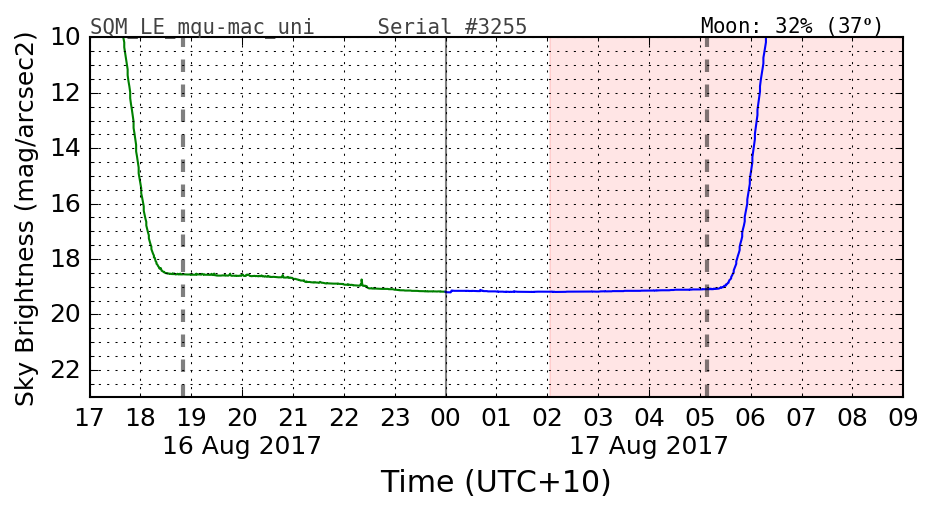 SQM_LE_mqu-mac_uni Serial #3255 Moon: 32% (37º)
Sky Brightness (mag/arcsec2)
10
12
14
16
18
20
22
17 18 19 20 21 22 23 00 01 02 03 04 05 06 07 08 09
16 Aug 2017 17 Aug 2017
Time (UTC+10)